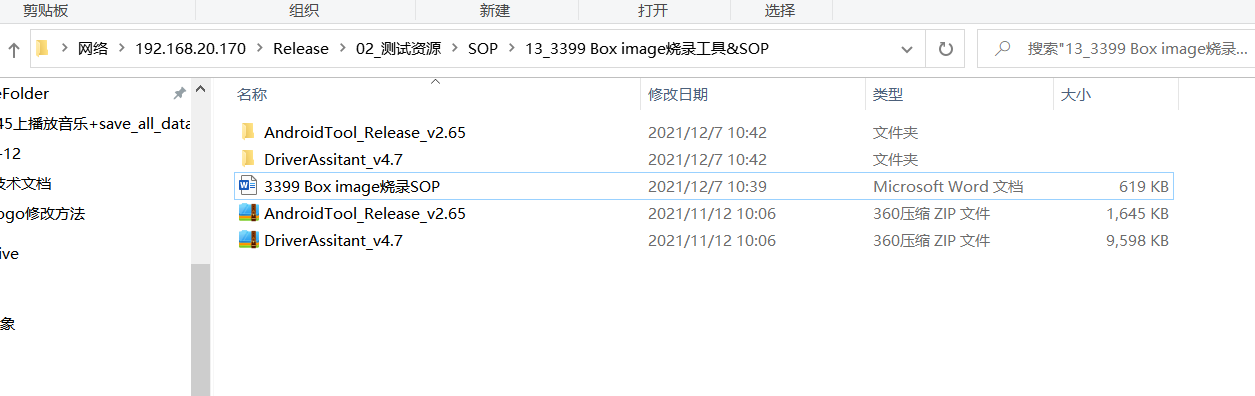 剪贴板 组织 新建 打开 选择
网络 192.168.20.170 Release 02_测试资源 SOP 13_3399 Box image烧录工具&SOP 搜索"13_3399 Box image烧录...
eFolder
45上播放音乐+save_all_data
-12
技术文档
ogo修改方法
ive
象
名称 修改日期 类型 大小
AndroidTool_Release_v2.65 2021/12/7 10:42 文件夹
DriverAssitant_v4.7 2021/12/7 10:42 文件夹
3399 Box image烧录SOP 2021/12/7 10:39 Microsoft Word 文档 619 KB
AndroidTool_Release_v2.65 2021/11/12 10:06 360压缩 ZIP 文件 1,645 KB
DriverAssitant_v4.7 2021/11/12 10:06 360压缩 ZIP 文件 9,598 KB